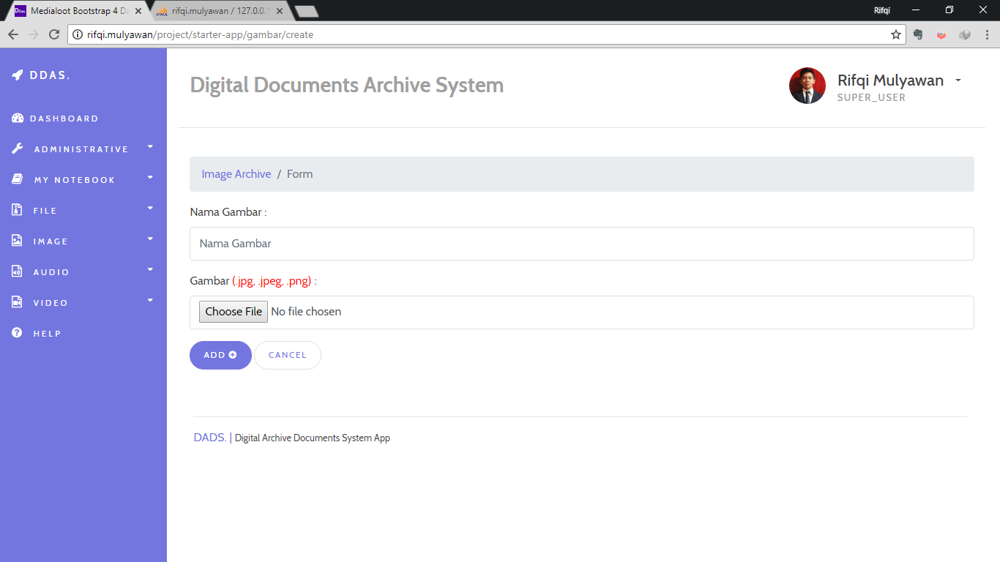 Medialoot Bootstrap 4 Da
rifqi.mulyawan / 127.0.0.1
Rifqi
rifqi.mulyawan/project/starter-app/gambar/create
DDAS.
DASHBOARD
ADMINISTRATIVE
MY NOTEBOOK
FILE
IMAGE
AUDIO
VIDEO
HELP
Digital Documents Archive System
Rifqi Mulyawan
SUPER_USER
Image Archive / Form
Nama Gambar :
Nama Gambar
Gambar (.jpg, .jpeg, .png) :
Choose File No file chosen
ADD
CANCEL
DADS. | Digital Archive Documents System App